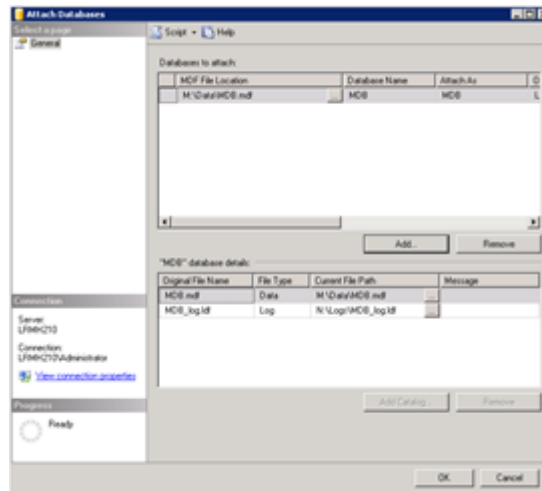 Attach Databases
Select a page
General
Script Help
Databases to attach:
MDF File Location Database Name Attach As O
M:\Data\MDB.mdf ... MDB MDB L
Add... Remove
"MDB" database details:
Original File Name File Type Current File Path Message
MDB.mdf Data M:\Data\MDB.mdf ...
MDB_log.ldf Log N:\Logs\MDB_log.ldf ...
Add Catalog... Remove
Connection
Server:
Connection:
View connection properties
Progress
Ready
OK Cancel